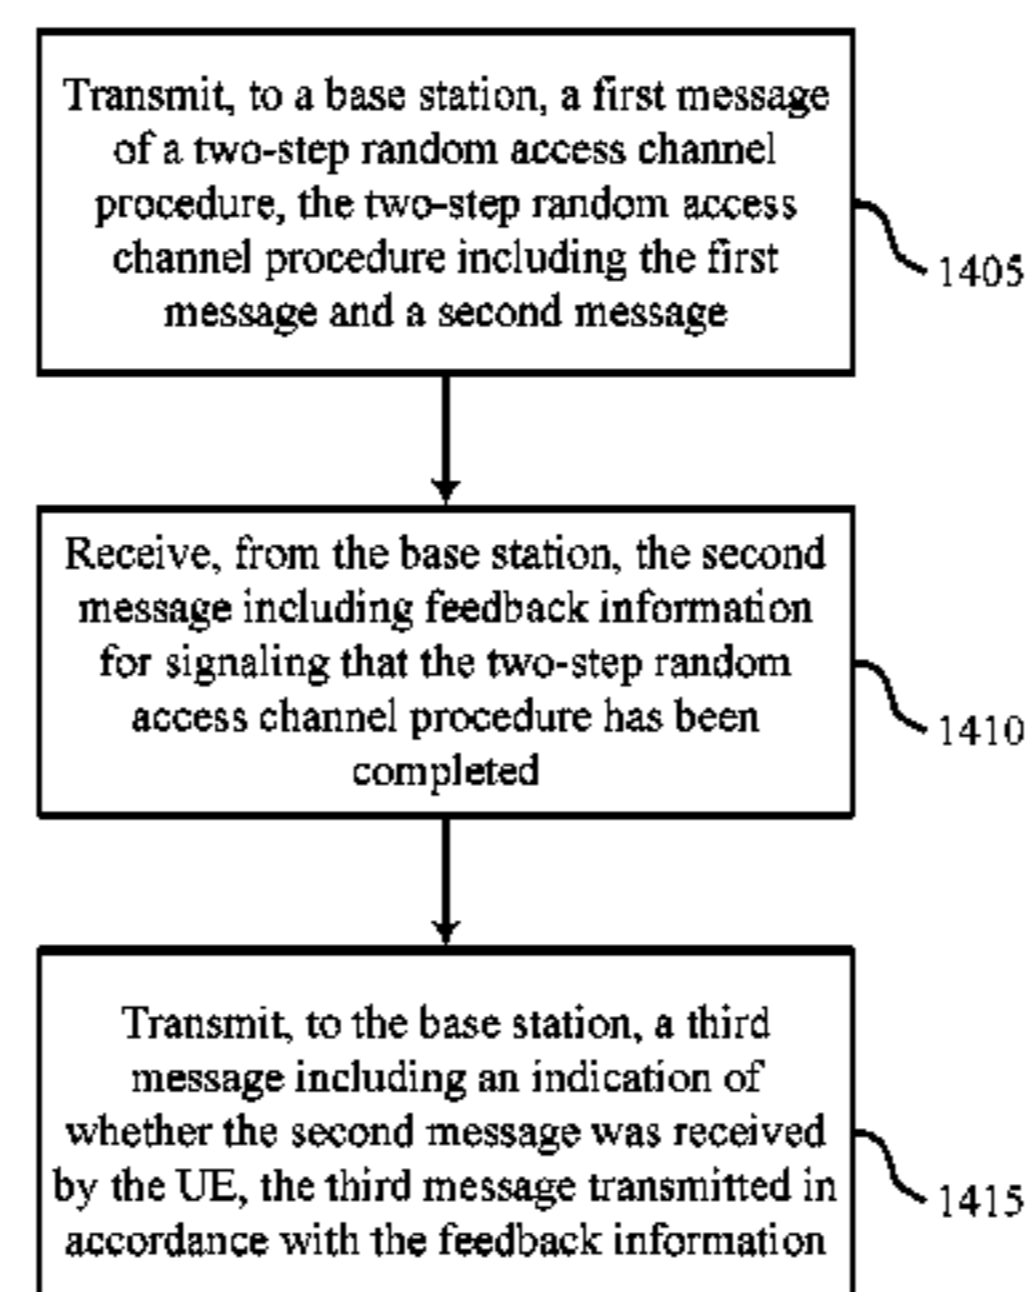 Transmit, to a base station, a first message
of a two-step random access channel
procedure, the two-step random access
channel procedure including the first
message and a second message
1405
Receive, from the base station, the second
message including feedback information
for signaling that the two-step random
access channel procedure has been
completed
1410
Transmit, to the base station, a third
message including an indication of
whether the second message was received
by the UE, the third message transmitted in
accordance with the feedback information
1415